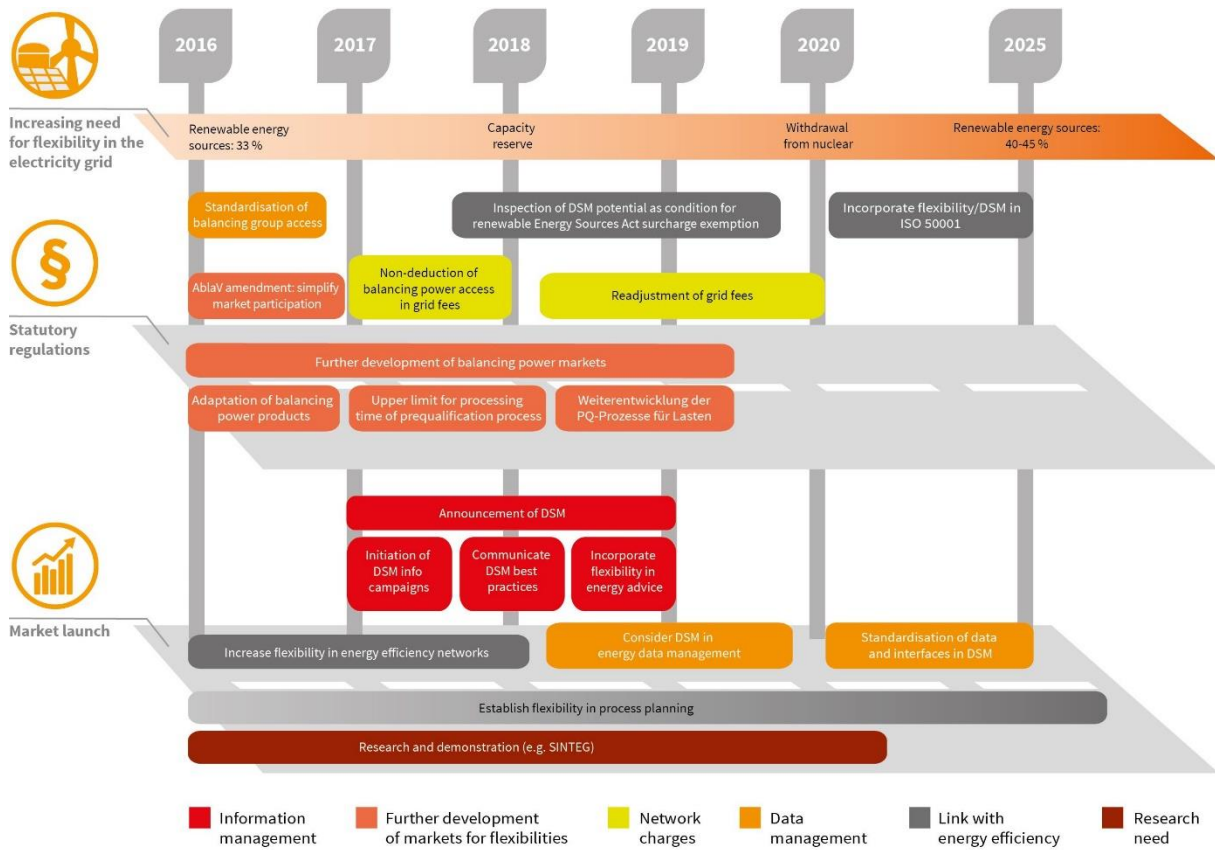 2016
2017
2018
2019
2020
2025
Increasing need
for flexibility in the
electricity grid
Renewable energy
sources: 33 %
Capacity
reserve
Withdrawal
from nuclear
Renewable energy sources:
40-45 %
Standardisation of
balancing group access
Inspection of DSM potential as condition for
renewable Energy Sources Act surcharge exemption
Incorporate flexibility/DSM in
ISO 50001
§
AblaV amendment: simplify
market participation
Non-deduction of
balancing power access
in grid fees
Readjustment of grid fees
Statutory
regulations
Further development of balancing power markets
Adaptation of balancing
power products
Upper limit for processing
time of prequalification process
Weiterentwicklung der
PQ-Prozesse für Lasten
Announcement of DSM
Initiation of
DSM info
campaigns
Communicate
DSM best
practices
Incorporate
flexibility in
energy advice
Market launch
Increase flexibility in energy efficiency networks
Consider DSM in
energy data management
Standardisation of data
and interfaces in DSM
Establish flexibility in process planning
Research and demonstration (e.g. SINTEG)
Information
management
Further development
of markets for flexibilities
Network
charges
Data
management
Link with
energy efficiency
Research
need